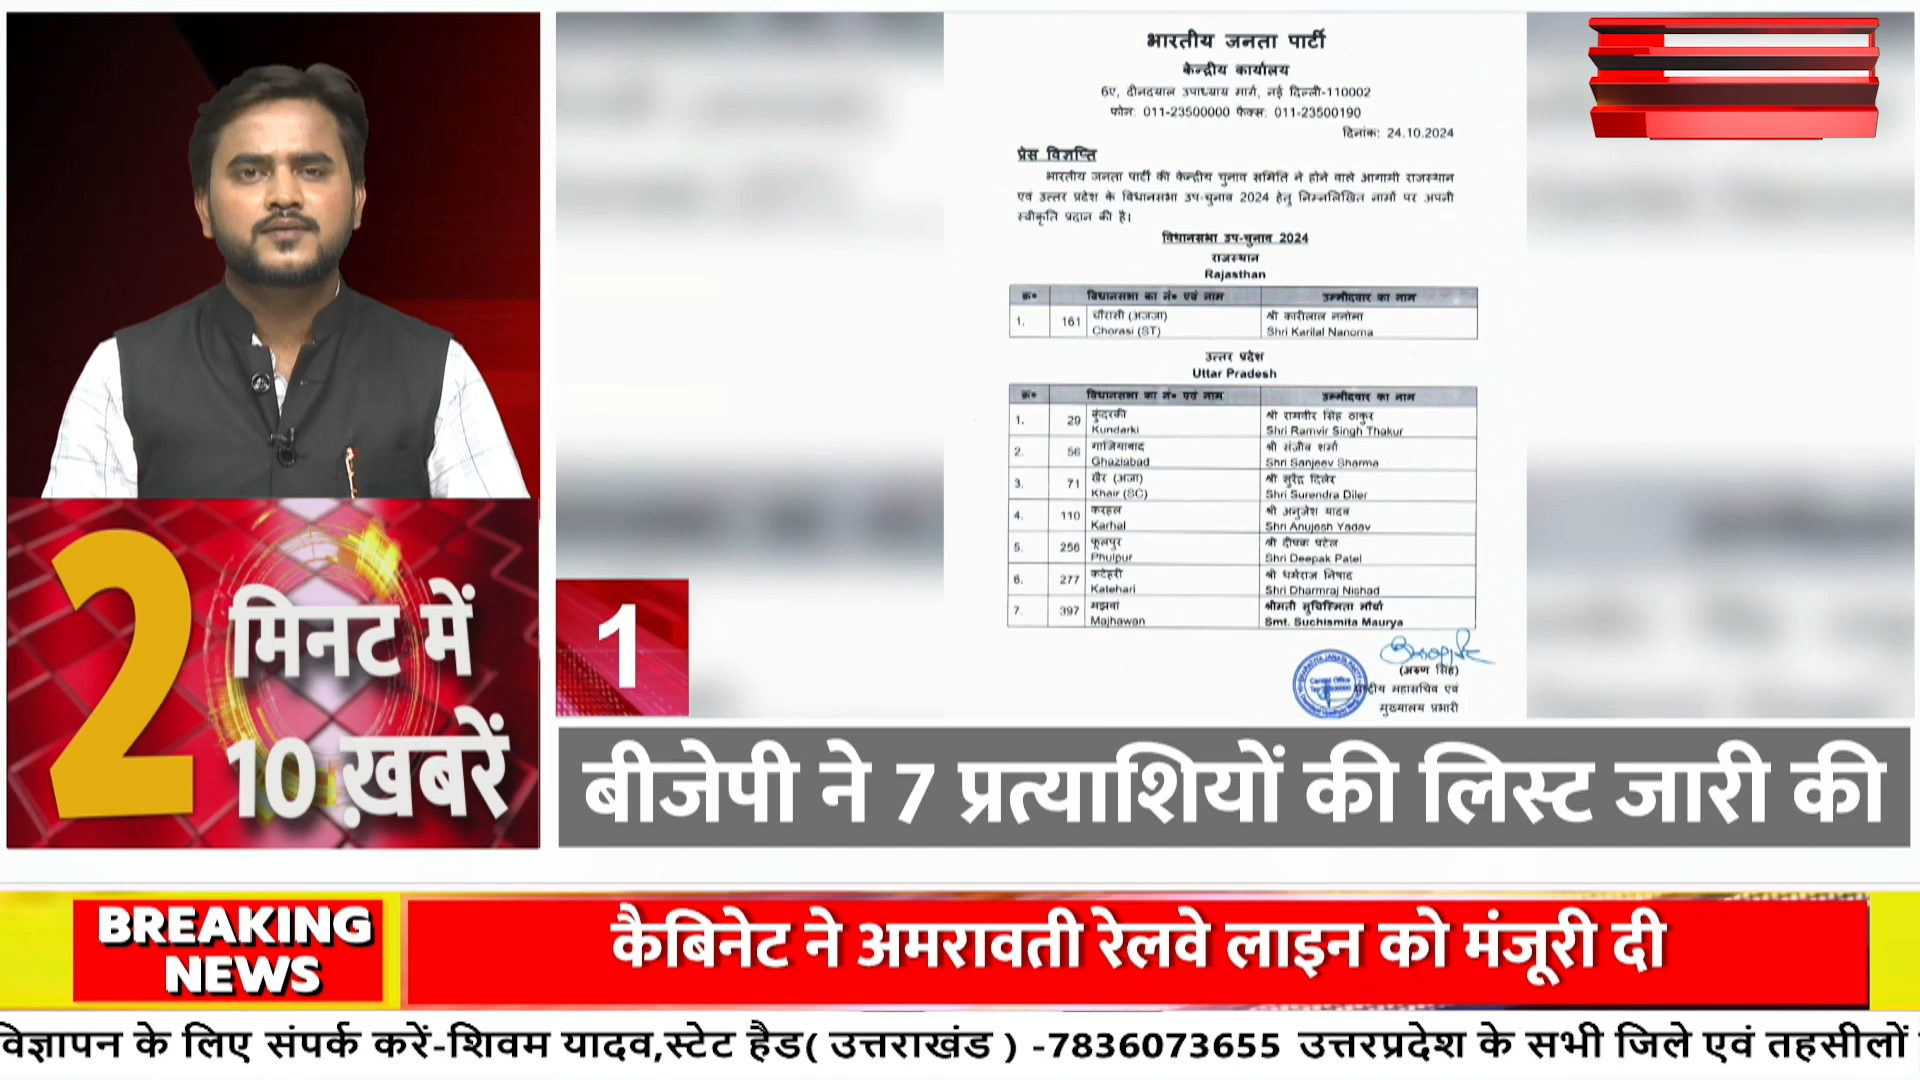 भारतीय जनता पार्टी
केन्द्रीय कार्यालय
6ए, दीनदयाल उपाध्याय मार्ग, नई दिल्ली-110002
फोन: 011-23500000 फैक्स: 011-23500190
दिनांक: 24.10.2024
प्रेस विज्ञप्ति
भारतीय जनता पार्टी की केन्द्रीय चुनाव समिति ने होने वाले आगामी राजस्थान
एवं उत्तर प्रदेश के विधानसभा उप-चुनाव 2024 हेतु निम्नलिखित नामों पर अपनी
स्वीकृति प्रदान की है।
विधानसभा उप-चुनाव 2024
राजस्थान
Rajasthan
क्र० विधानसभा का नं० एवं नाम उम्मीदवार का नाम
1. 161 चौरासी (अजजा) श्री कारीलाल ननोमा
Chorasi (ST) Shri Karilal Nanoma
उत्तर प्रदेश
Uttar Pradesh
क्र० विधानसभा का नं० एवं नाम उम्मीदवार का नाम
1. 29 कुंदरकी श्री रामवीर सिंह ठाकुर
Kundarki Shri Ramvir Singh Thakur
2. 56 गाजियाबाद श्री संजीव शर्मा
Ghaziabad Shri Sanjeev Sharma
3. 71 खैर (अजा) श्री सुरेंद्र दिलेर
Khair (SC) Shri Surendra Diler
4. 110 करहल श्री अनुजेश यादव
Karhal Shri Anujesh Yadav
5. 256 फूलपुर श्री दीपक पटेल
Phulpur Shri Deepak Patel
6. 277 कटेहरी श्री धर्मराज निषाद
Katehari Shri Dharmraj Nishad
7. 397 मझवां श्रीमती सुचिस्मिता मौर्या
Majhawan Smt. Suchismita Maurya
(अरुण सिंह)
राष्ट्रीय महासचिव एवं
मुख्यालय प्रभारी
1
2 मिनट में
10 ख़बरें
बीजेपी ने 7 प्रत्याशियों की लिस्ट जारी की
BREAKING
NEWS
कैबिनेट ने अमरावती रेलवे लाइन को मंजूरी दी
विज्ञापन के लिए संपर्क करें-शिवम यादव,स्टेट हैड( उत्तराखंड ) -7836073655 उत्तरप्रदेश के सभी जिले एवं तहसीलों